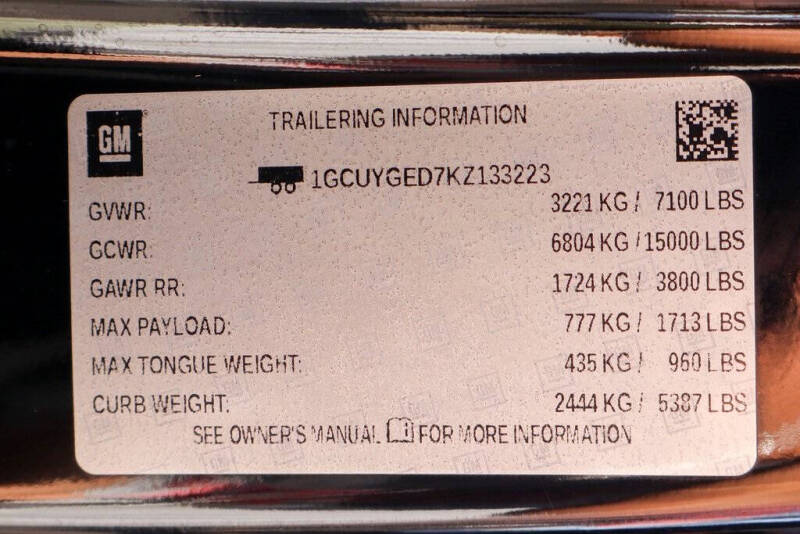 GM
TRAILERING INFORMATION
1GCUYGED7KZ133223
GVWR: 3221 KG / 7100 LBS
GCWR: 6804 KG / 15000 LBS
GAWR RR: 1724 KG / 3800 LBS
MAX PAYLOAD: 777 KG / 1713 LBS
MAX TONGUE WEIGHT: 435 KG / 960 LBS
CURB WEIGHT: 2444 KG / 5387 LBS
SEE OWNER'S MANUAL FOR MORE INFORMATION